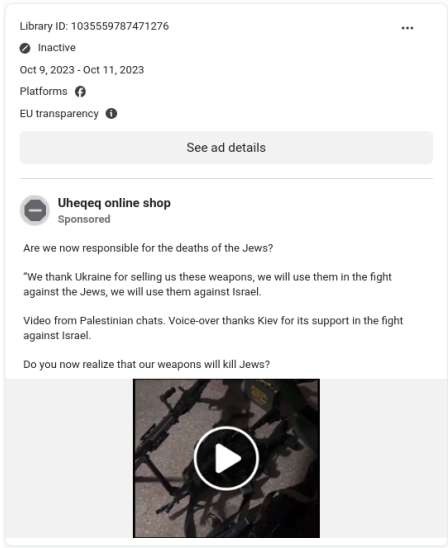 Library ID: 1035559787471276
Inactive
Oct 9, 2023 - Oct 11, 2023
Platforms
EU transparency
See ad details
Uheqeq online shop
Sponsored
Are we now responsible for the deaths of the Jews?
"We thank Ukraine for selling us these weapons, we will use them in the fight
against the Jews, we will use them against Israel.
Video from Palestinian chats. Voice-over thanks Kiev for its support in the fight
against Israel.
Do you now realize that our weapons will kill Jews?